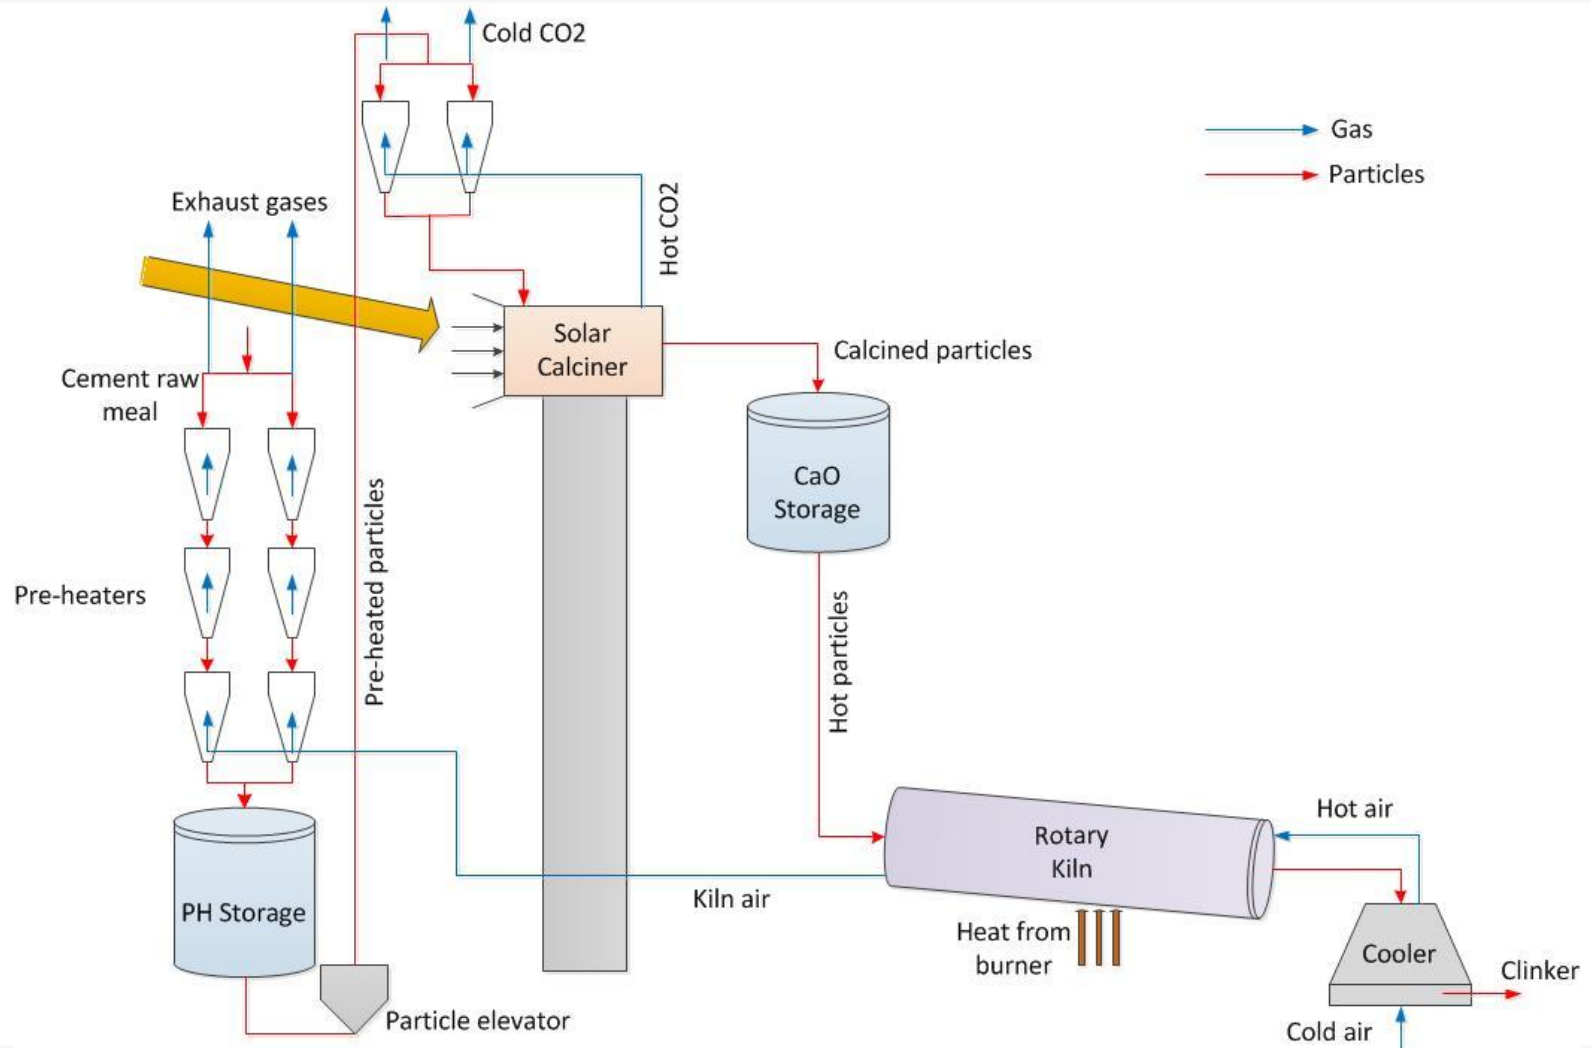 Cold CO2
Gas
Particles
Exhaust gases
Hot CO2
Solar
Calciner
Calcined particles
Cement raw
meal
CaO
Storage
Pre-heated particles
Pre-heaters
Hot particles
Hot air
Rotary
Kiln
Kiln air
PH Storage
Heat from
burner
Cooler
Clinker
Particle elevator
Cold air